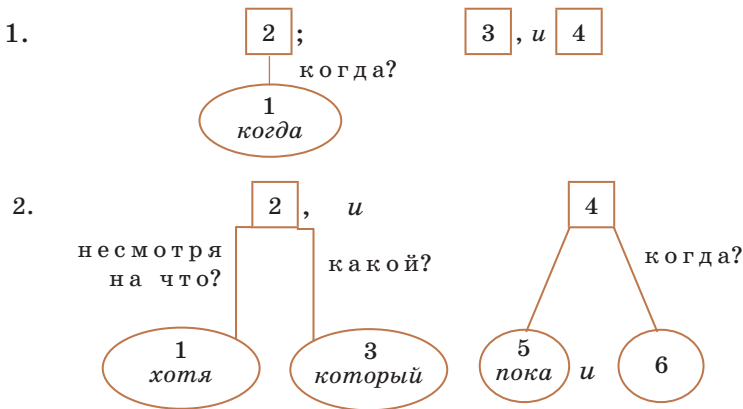 1. 2; 3, и 4
когда?
1
когда
2. 2, и 4
несмотря
на что? какой? когда?
1 3 5 6
хотя который пока и